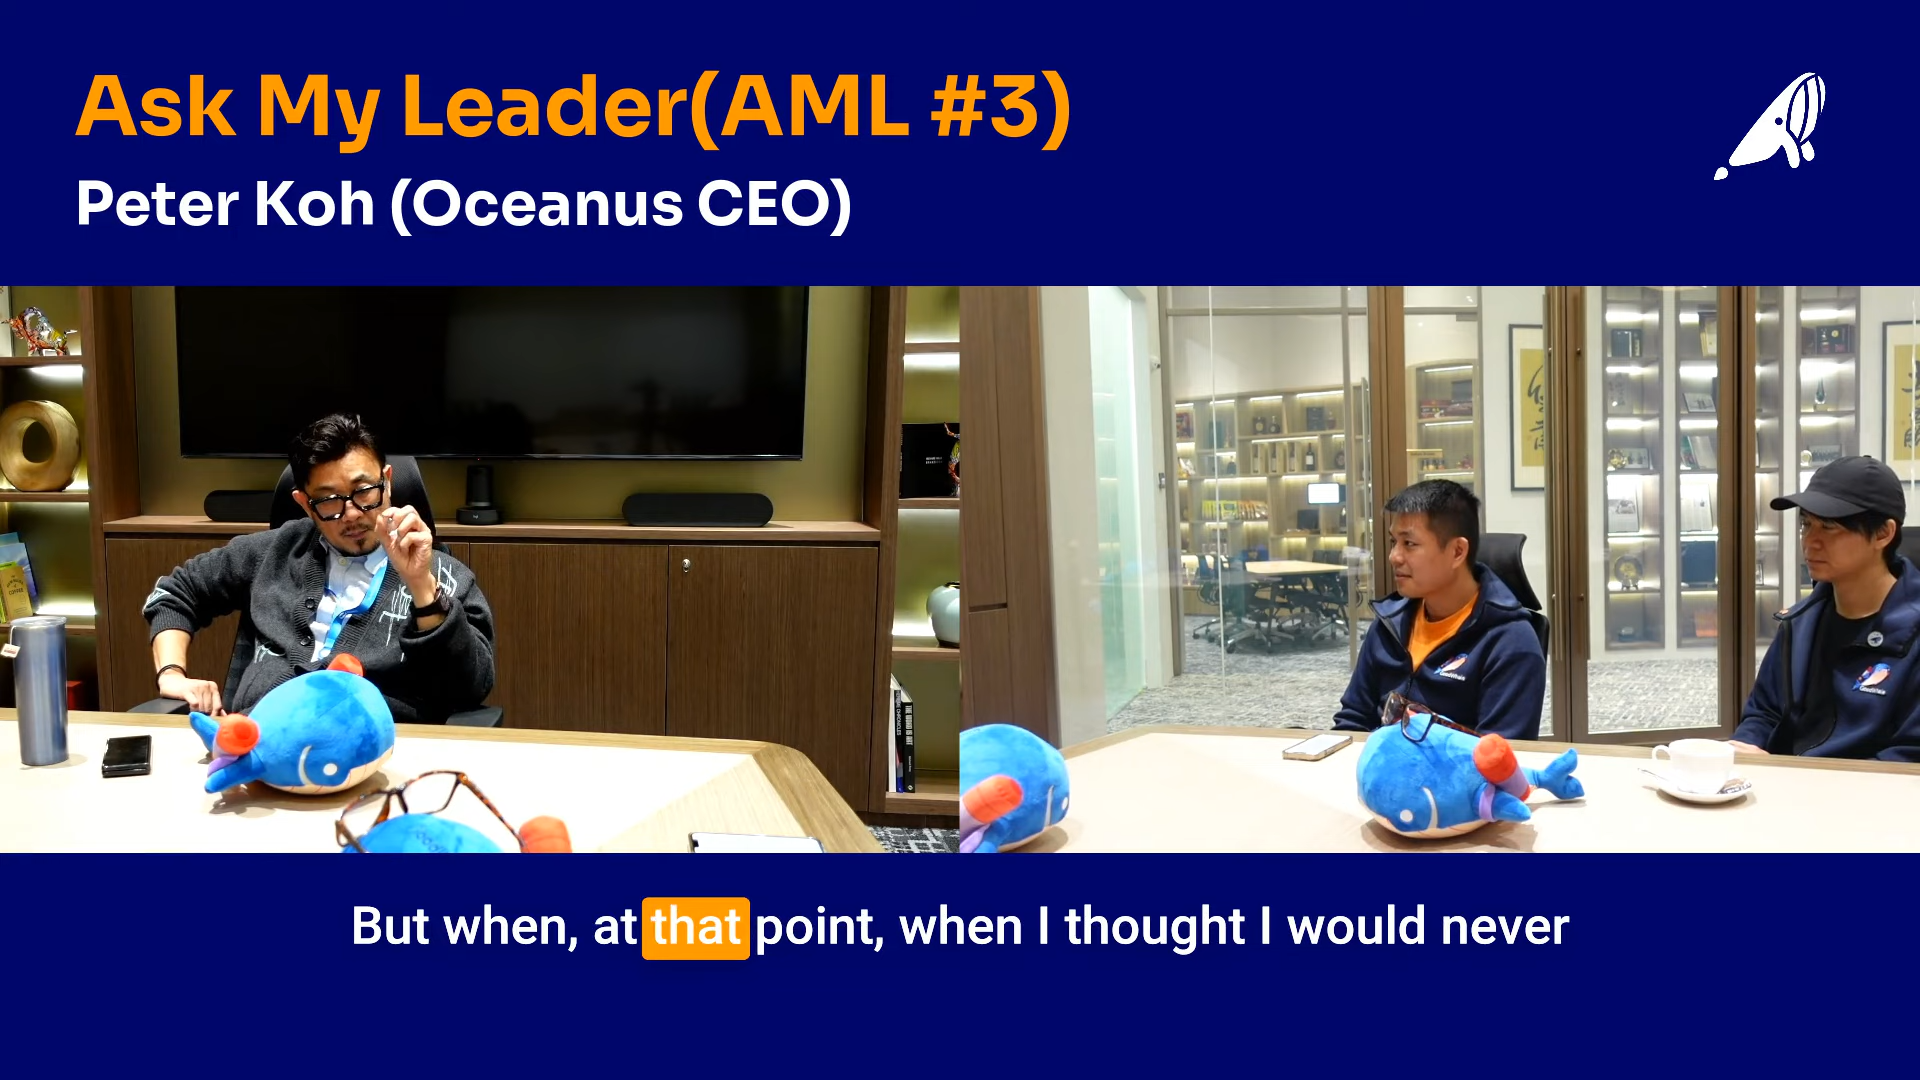 Ask My Leader(AML #3)
Peter Koh (Oceanus CEO)
But when, at that point, when I thought I would never